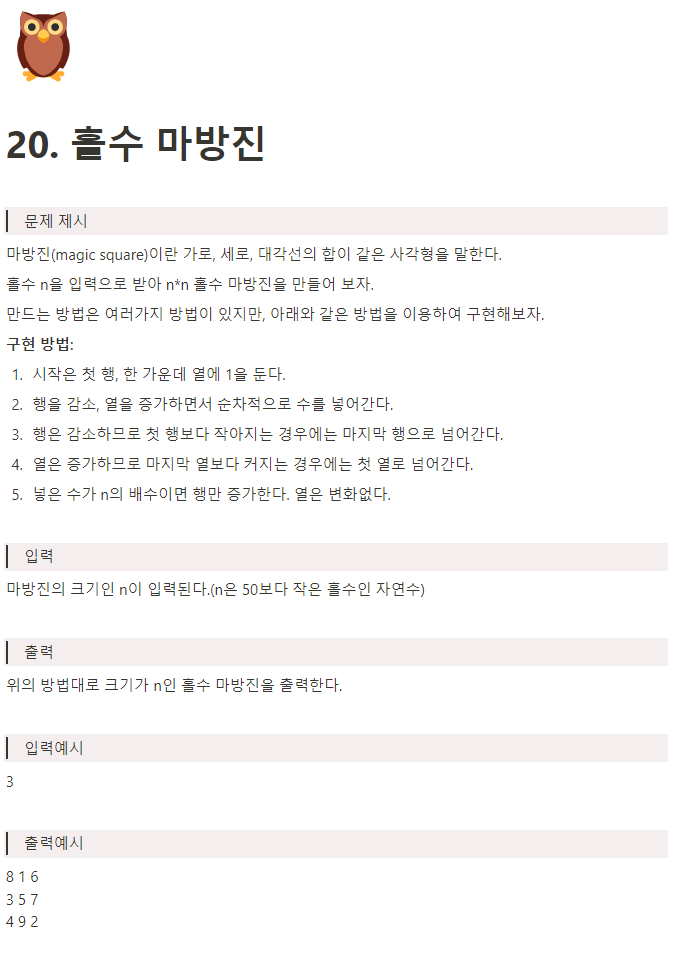 20. 홀수 마방진
문제 제시
마방진(magic square)이란 가로, 세로, 대각선의 합이 같은 사각형을 말한다.
홀수 n을 입력으로 받아 n*n 홀수 마방진을 만들어 보자.
만드는 방법은 여러가지 방법이 있지만, 아래와 같은 방법을 이용하여 구현해보자.
구현 방법:
1. 시작은 첫 행, 한 가운데 열에 1을 둔다.
2. 행을 감소, 열을 증가하면서 순차적으로 수를 넣어간다.
3. 행은 감소하므로 첫 행보다 작아지는 경우에는 마지막 행으로 넘어간다.
4. 열은 증가하므로 마지막 열보다 커지는 경우에는 첫 열로 넘어간다.
5. 넣은 수가 n의 배수이면 행만 증가한다. 열은 변화없다.
입력
마방진의 크기인 n이 입력된다.(n은 50보다 작은 홀수인 자연수)
출력
위의 방법대로 크기가 n인 홀수 마방진을 출력한다.
입력예시
3
출력예시
8 1 6
3 5 7
4 9 2